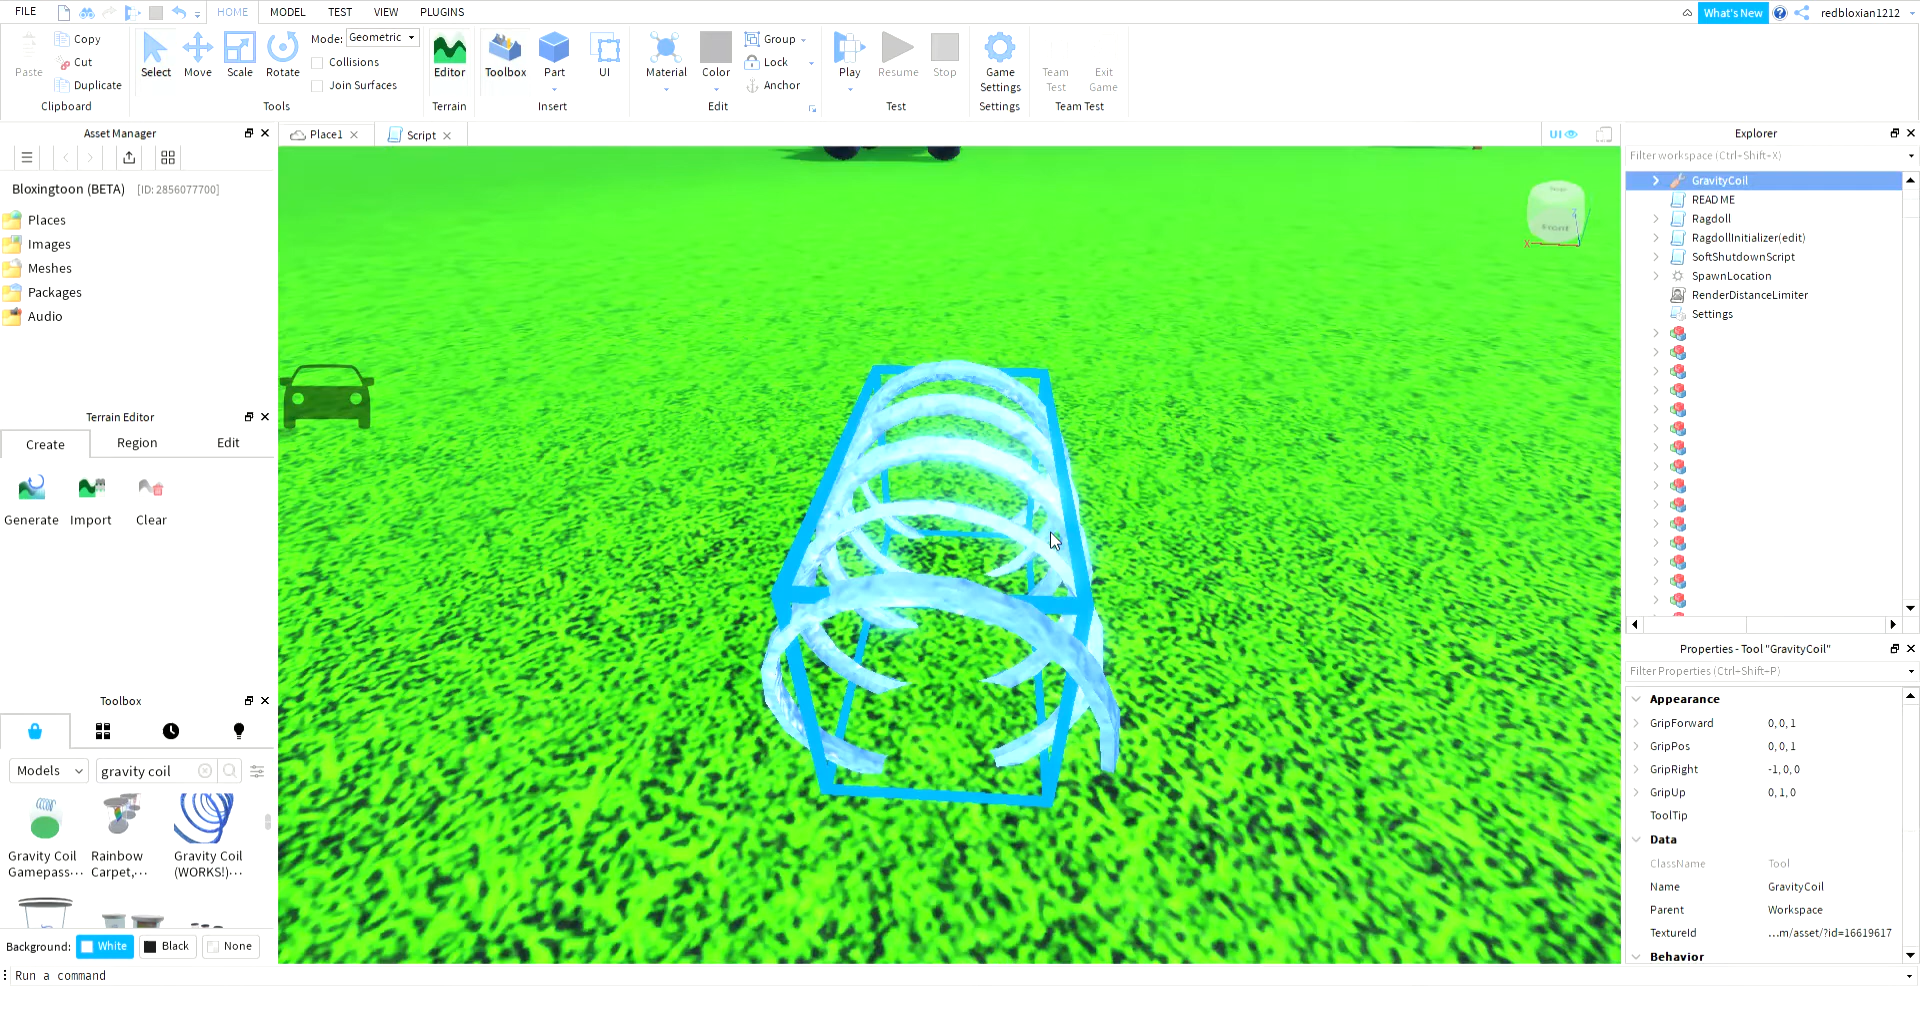 FILE
HOME
MODEL
TEST
VIEW
PLUGINS
What's New
redbloxian1212
Paste
Copy
Cut
Duplicate
Clipboard
Select
Move
Scale
Rotate
Mode: Geometric
Collisions
Join Surfaces
Tools
Editor
Terrain
Toolbox
Part
UI
Insert
Material
Color
Group
Lock
Anchor
Edit
Play
Resume
Stop
Test
Game
Settings
Settings
Team
Test
Exit
Game
Team Test
Asset Manager
Bloxingtoon (BETA) [ID: 2856077700]
Places
Images
Meshes
Packages
Audio
Terrain Editor
Create
Region
Edit
Generate
Import
Clear
Toolbox
Models
gravity coil
Gravity Coil
Gamepass...
Rainbow
Carpet,...
Gravity Coil
(WORKS!)...
Background:
White
Black
None
Run a command
Place1
Script
UI
X
Z
Explorer
Filter workspace (Ctrl+Shift+X)
GravityCoil
README
Ragdoll
RagdollInitializer(edit)
SoftShutdownScript
SpawnLocation
RenderDistanceLimiter
Settings
Properties - Tool "GravityCoil"
Filter Properties (Ctrl+Shift+P)
Appearance
GripForward 0, 0, 1
GripPos 0, 0, 1
GripRight -1, 0, 0
GripUp 0, 1, 0
ToolTip
Data
ClassName Tool
Name GravityCoil
Parent Workspace
TextureId ...m/asset/?id=16619617
Behavior